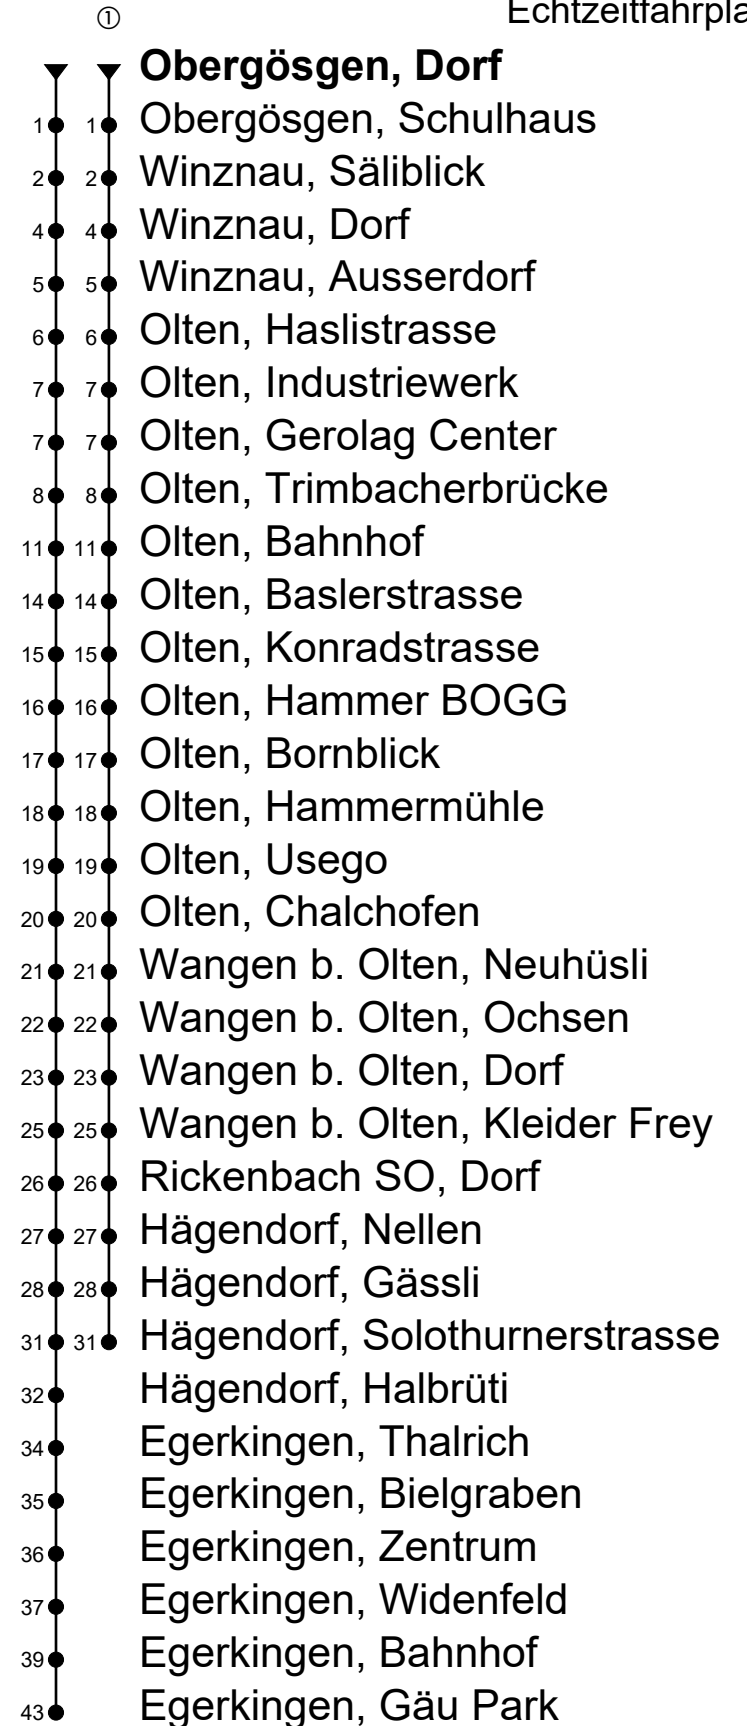 ① Echtzeitfahrpla
Obergösgen, Dorf
1 1 Obergösgen, Schulhaus
2 2 Winznau, Säliblick
4 4 Winznau, Dorf
5 5 Winznau, Ausserdorf
6 6 Olten, Haslistrasse
7 7 Olten, Industriewerk
7 7 Olten, Gerolag Center
8 8 Olten, Trimbacherbrücke
11 11 Olten, Bahnhof
14 14 Olten, Baslerstrasse
15 15 Olten, Konradstrasse
16 16 Olten, Hammer BOGG
17 17 Olten, Bornblick
18 18 Olten, Hammermühle
19 19 Olten, Usego
20 20 Olten, Chalchofen
21 21 Wangen b. Olten, Neuhüsli
22 22 Wangen b. Olten, Ochsen
23 23 Wangen b. Olten, Dorf
25 25 Wangen b. Olten, Kleider Frey
26 26 Rickenbach SO, Dorf
27 27 Hägendorf, Nellen
28 28 Hägendorf, Gässli
31 31 Hägendorf, Solothurnerstrasse
32 Hägendorf, Halbrüti
34 Egerkingen, Thalrich
35 Egerkingen, Bielgraben
36 Egerkingen, Zentrum
37 Egerkingen, Widenfeld
39 Egerkingen, Bahnhof
43 Egerkingen, Gäu Park